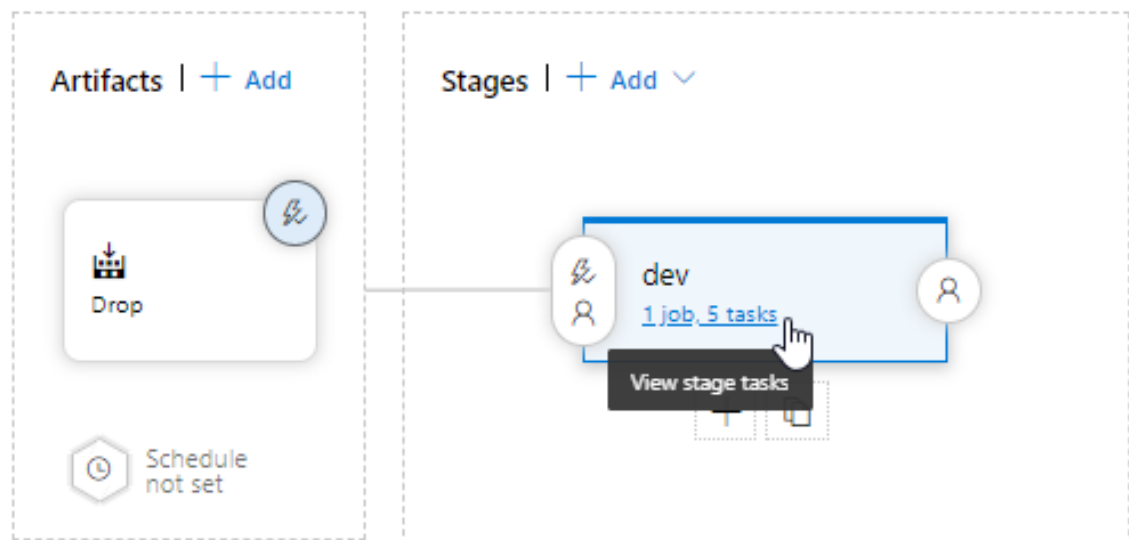 Artifacts | + Add
Stages | + Add
Drop
dev
1 job, 5 tasks
View stage tasks
Schedule
not set